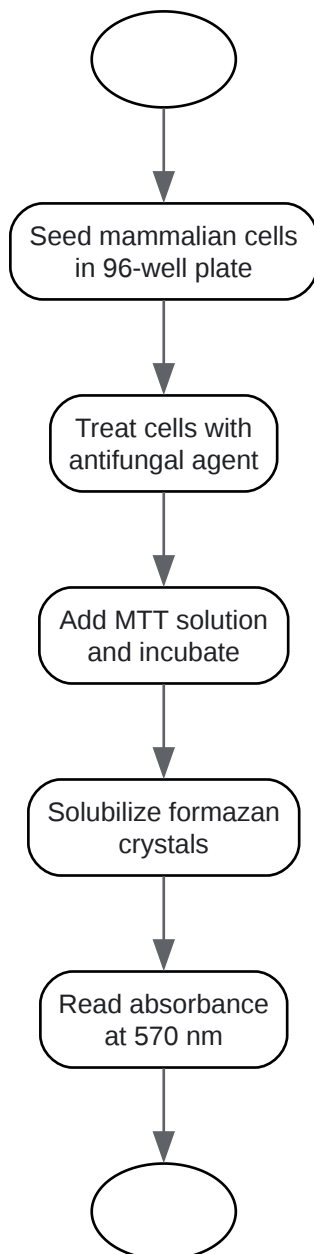 Seed mammalian cells
in 96-well plate
Treat cells with
antifungal agent
Add MTT solution
and incubate
Solubilize formazan
crystals
Read absorbance
at 570 nm